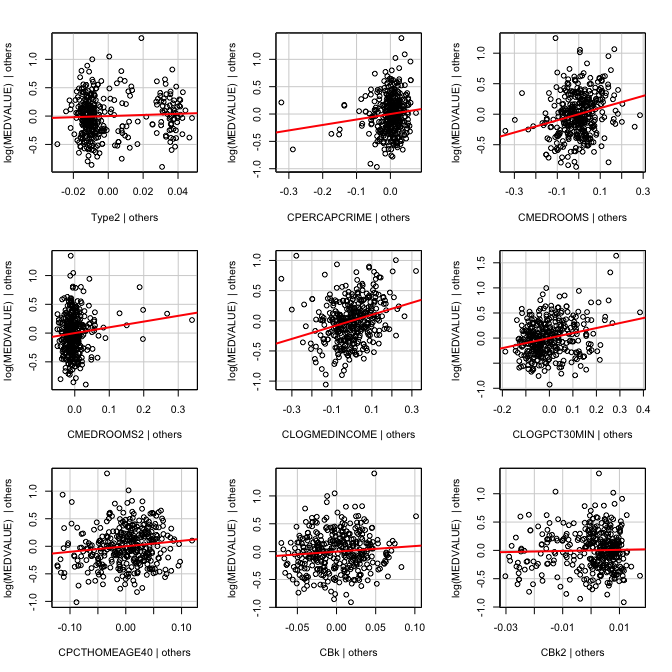 log(MEDVALUE) | others
-0.5 0.0 0.5 1.0
-0.02 0.00 0.02 0.04
Type2 | others
log(MEDVALUE) | others
-1.0 -0.5 0.0 0.5 1.0
-0.3 -0.2 -0.1 0.0
CPERCAPCRIME | others
log(MEDVALUE) | others
-0.5 0.0 0.5 1.0
-0.3 -0.1 0.1 0.3
CMEDROOMS | others
log(MEDVALUE) | others
-0.5 0.0 0.5 1.0
0.0 0.1 0.2 0.3
CMEDROOMS2 | others
log(MEDVALUE) | others
-1.0 -0.5 0.0 0.5 1.0
-0.3 -0.1 0.1 0.3
CLOGMEDINCOME | others
log(MEDVALUE) | others
-1.0 0.0 0.5 1.0 1.5
-0.2 0.0 0.1 0.2 0.3 0.4
CLOGPCT30MIN | others
log(MEDVALUE) | others
-1.0 -0.5 0.0 0.5 1.0
-0.10 0.00 0.05 0.10
CPCTHOMEAGE40 | others
log(MEDVALUE) | others
-1.0 -0.5 0.0 0.5 1.0
-0.05 0.00 0.05 0.10
CBk | others
log(MEDVALUE) | others
-1.0 -0.5 0.0 0.5 1.0
-0.03 -0.01 0.01
CBk2 | others